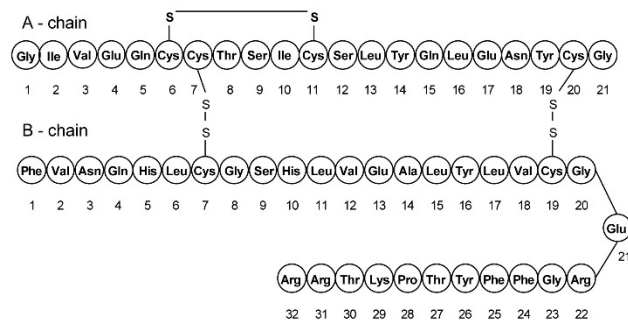 S S
A - chain
Gly Ile Val Glu Gln Cys Cys Thr Ser Ile Cys Ser Leu Tyr Gln Leu Glu Asn Tyr Cys Gly
1 2 3 4 5 6 7 8 9 10 11 12 13 14 15 16 17 18 19 20 21
S S
S S
B - chain
Phe Val Asn Gln His Leu Cys Gly Ser His Leu Val Glu Ala Leu Tyr Leu Val Cys Gly
1 2 3 4 5 6 7 8 9 10 11 12 13 14 15 16 17 18 19 20
Glu
21
Arg Arg Thr Lys Pro Thr Tyr Phe Phe Gly Arg
32 31 30 29 28 27 26 25 24 23 22